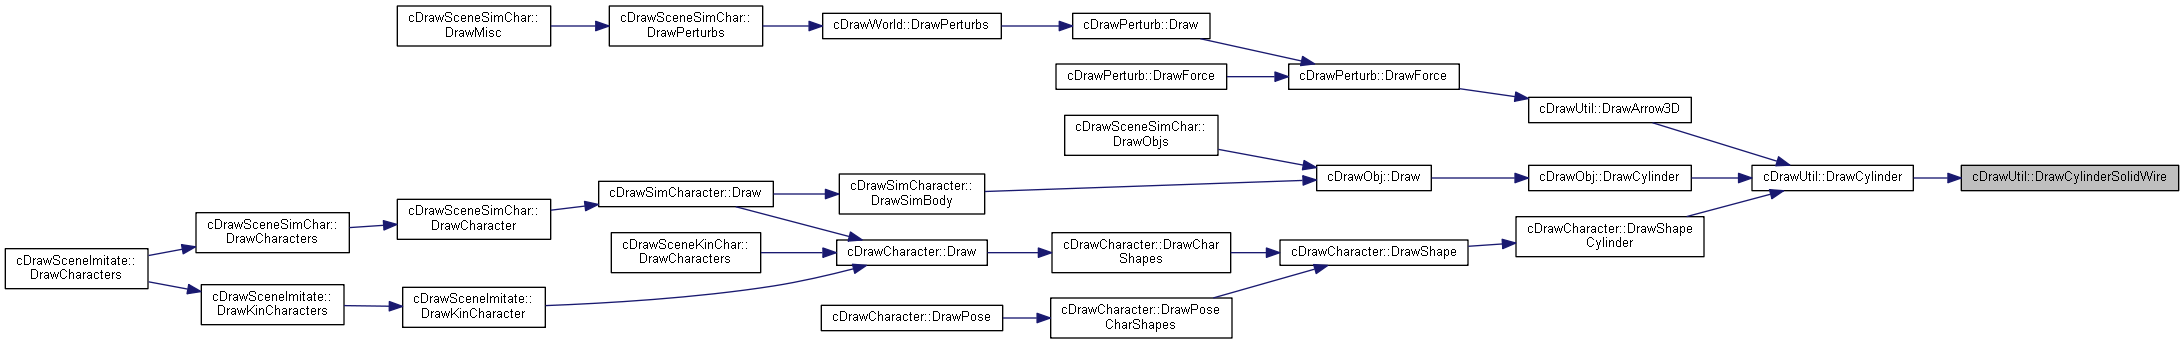 cDrawSceneSimChar::
DrawMisc
cDrawSceneSimChar::
DrawPerturbs
cDrawWorld::DrawPerturbs
cDrawPerturb::Draw
cDrawPerturb::DrawForce
cDrawPerturb::DrawForce
cDrawUtil::DrawArrow3D
cDrawSceneSimChar::
DrawObjs
cDrawSimCharacter::Draw
cDrawSimCharacter::
DrawSimBody
cDrawObj::Draw
cDrawObj::DrawCylinder
cDrawUtil::DrawCylinder
cDrawUtil::DrawCylinderSolidWire
cDrawSceneImitate::
DrawCharacters
cDrawSceneSimChar::
DrawCharacters
cDrawSceneSimChar::
DrawCharacter
cDrawSceneKinChar::
DrawCharacters
cDrawCharacter::Draw
cDrawCharacter::DrawChar
Shapes
cDrawCharacter::DrawShape
cDrawCharacter::DrawShape
Cylinder
cDrawSceneImitate::
DrawKinCharacters
cDrawSceneImitate::
DrawKinCharacter
cDrawCharacter::DrawPose
cDrawCharacter::DrawPose
CharShapes